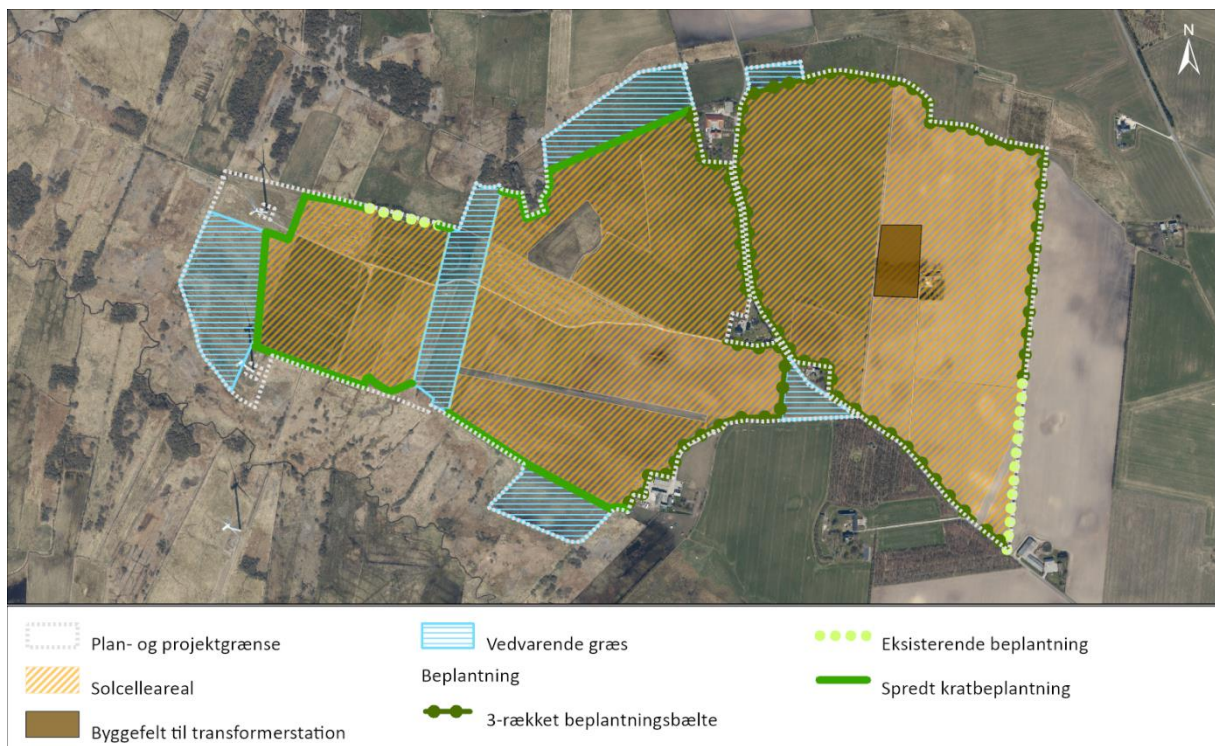 N
Plan- og projektgrænse
Solcelleareal
Byggefelt til transformerstation
Vedvarende græs
Beplantning
3-rækket beplantningsbælte
Eksisterende beplantning
Spredt kratbeplantning